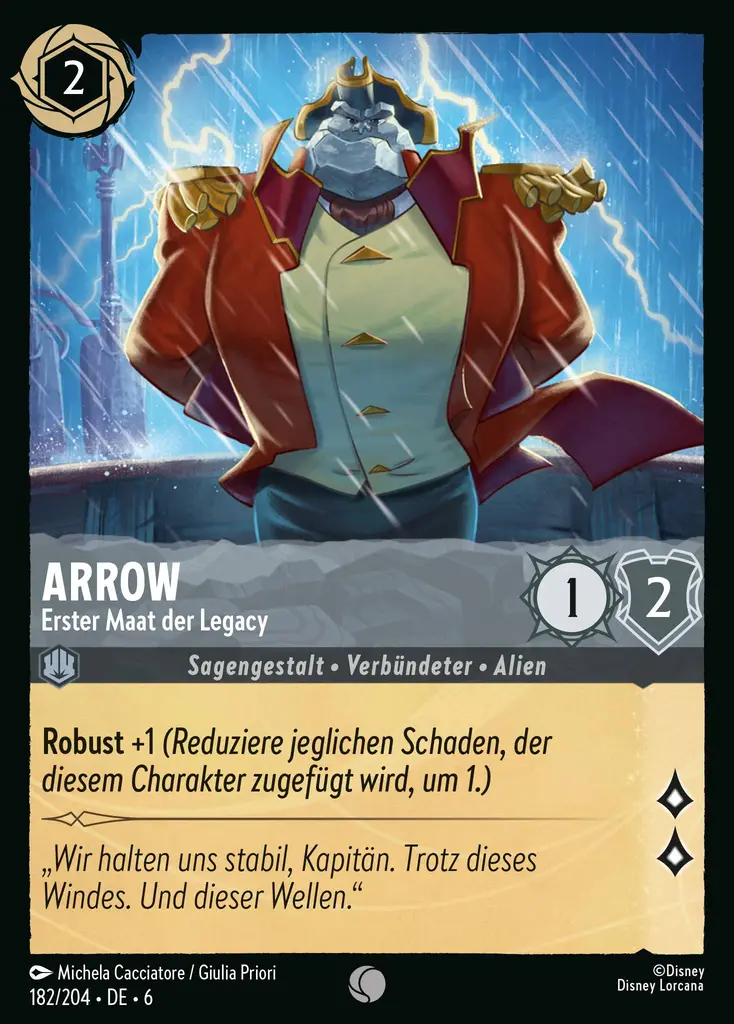 2
ARROW
Erster Maat der Legacy
1
2
Sagengestalt • Verbündeter • Alien
Robust +1 (Reduziere jeglichen Schaden, der
diesem Charakter zugefügt wird, um 1.)
„Wir halten uns stabil, Kapitän. Trotz dieses
Windes. Und dieser Wellen.“
Michela Cacciatore / Giulia Priori
182/204 • DE • 6
©Disney
Disney Lorcana